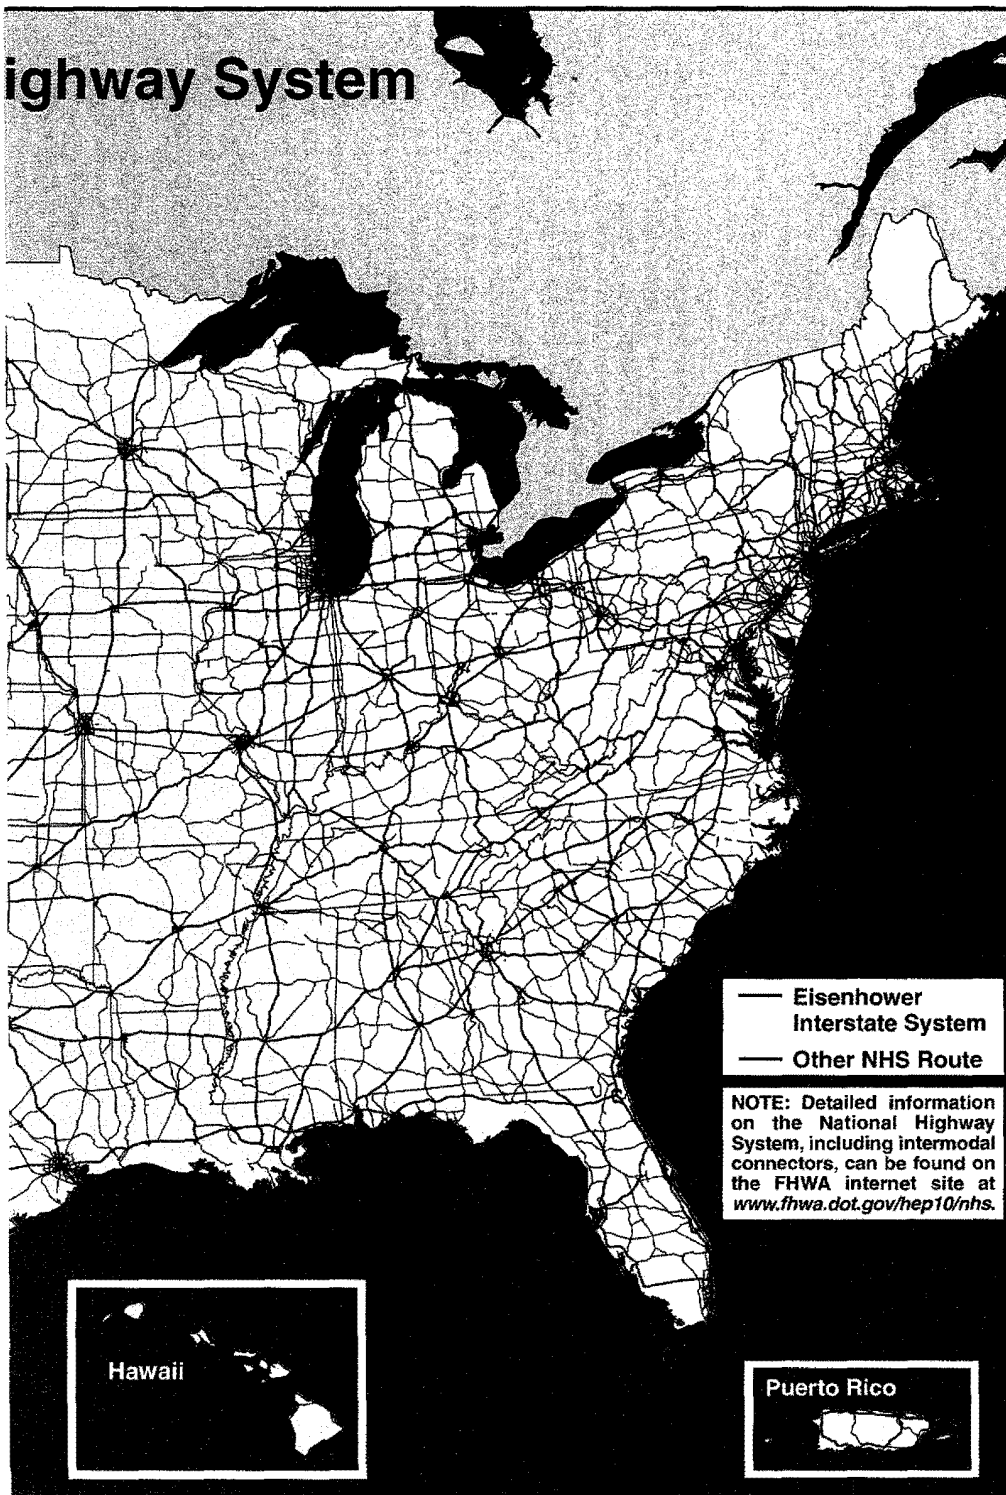 ighway System
Eisenhower
Interstate System
Other NHS Route
NOTE: Detailed information
on the National Highway
System, including intermodal
connectors, can be found on
the FHWA internet site at
www.fhwa.dot.gov/hep10/nhs.
Hawaii
Puerto Rico